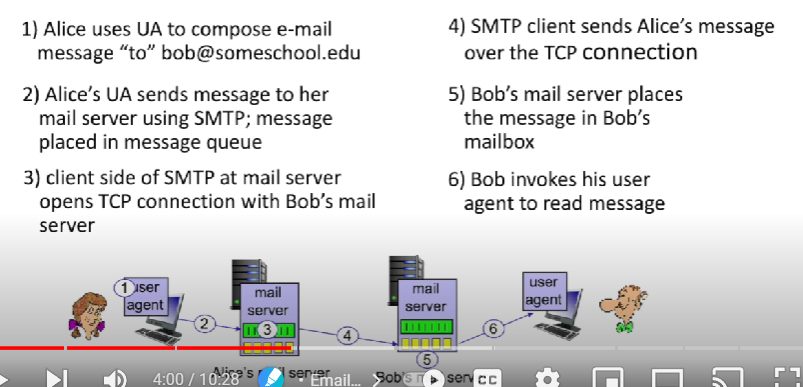 1) Alice uses UA to compose e-mail
message “to” bob@someschool.edu
2) Alice’s UA sends message to her
mail server using SMTP; message
placed in message queue
3) client side of SMTP at mail server
opens TCP connection with Bob’s mail
server
4) SMTP client sends Alice’s message
over the TCP connection
5) Bob’s mail server places
the message in Bob’s
mailbox
6) Bob invokes his user
agent to read message
1
user
agent
2
mail
server
3
4
mail
server
5
6
user
agent
4:00 / 10:28
Alice's server
Email...
Bob's
CC